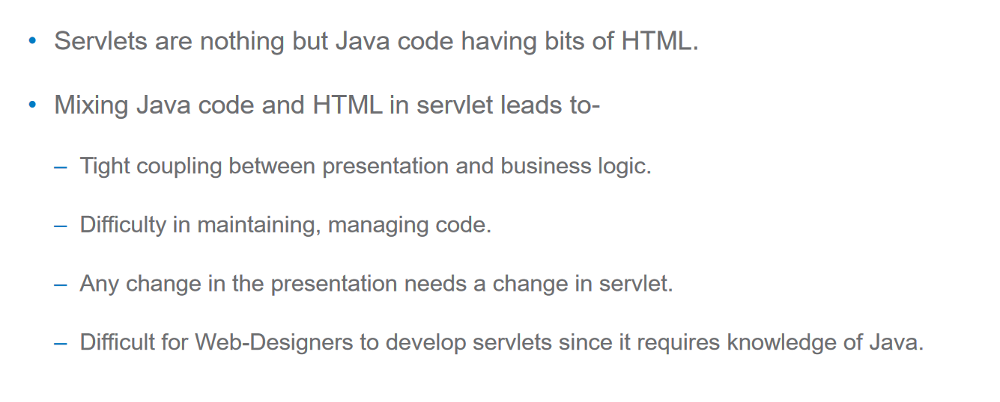 • Servlets are nothing but Java code having bits of HTML.
• Mixing Java code and HTML in servlet leads to-
– Tight coupling between presentation and business logic.
– Difficulty in maintaining, managing code.
– Any change in the presentation needs a change in servlet.
– Difficult for Web-Designers to develop servlets since it requires knowledge of Java.